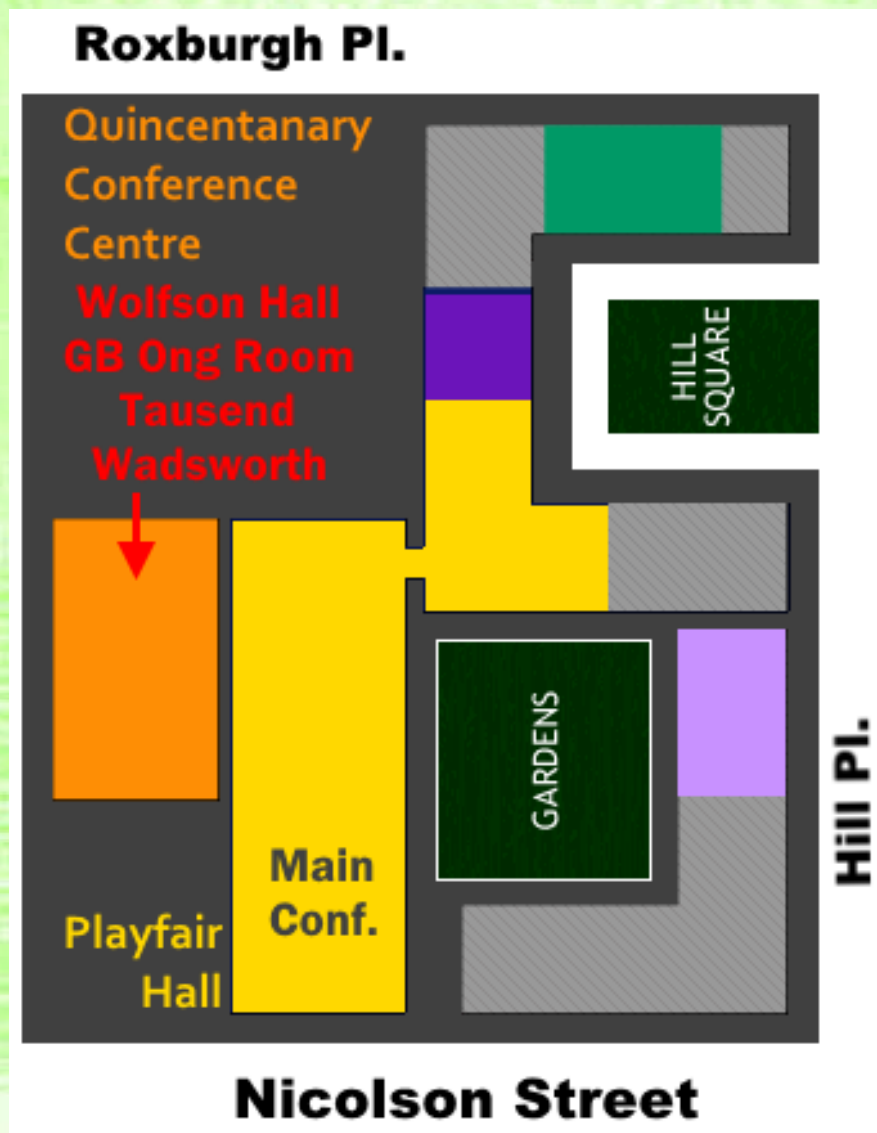 Roxburgh Pl.
Quincentanary
Conference
Centre
Wolfson Hall
GB Ong Room
Tausend
Wadsworth
HILL
SQUARE
GARDENS
Hill Pl.
Main
Conf.
Playfair
Hall
Nicolson Street